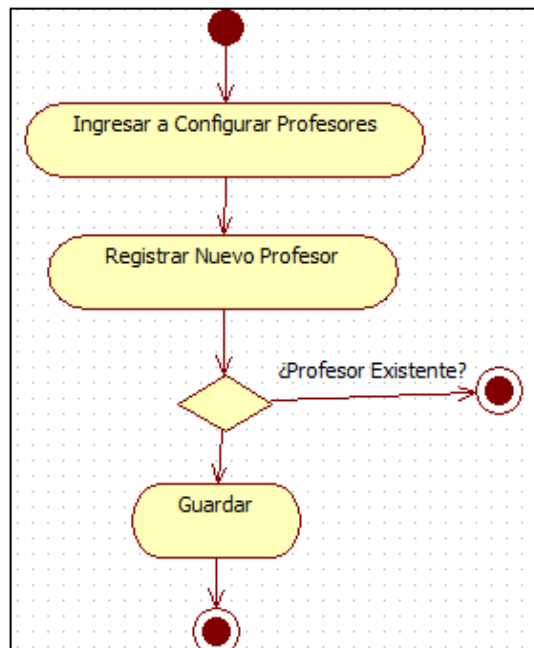 Ingresar a Configurar Profesores
Registrar Nuevo Profesor
¿Profesor Existente?
Guardar